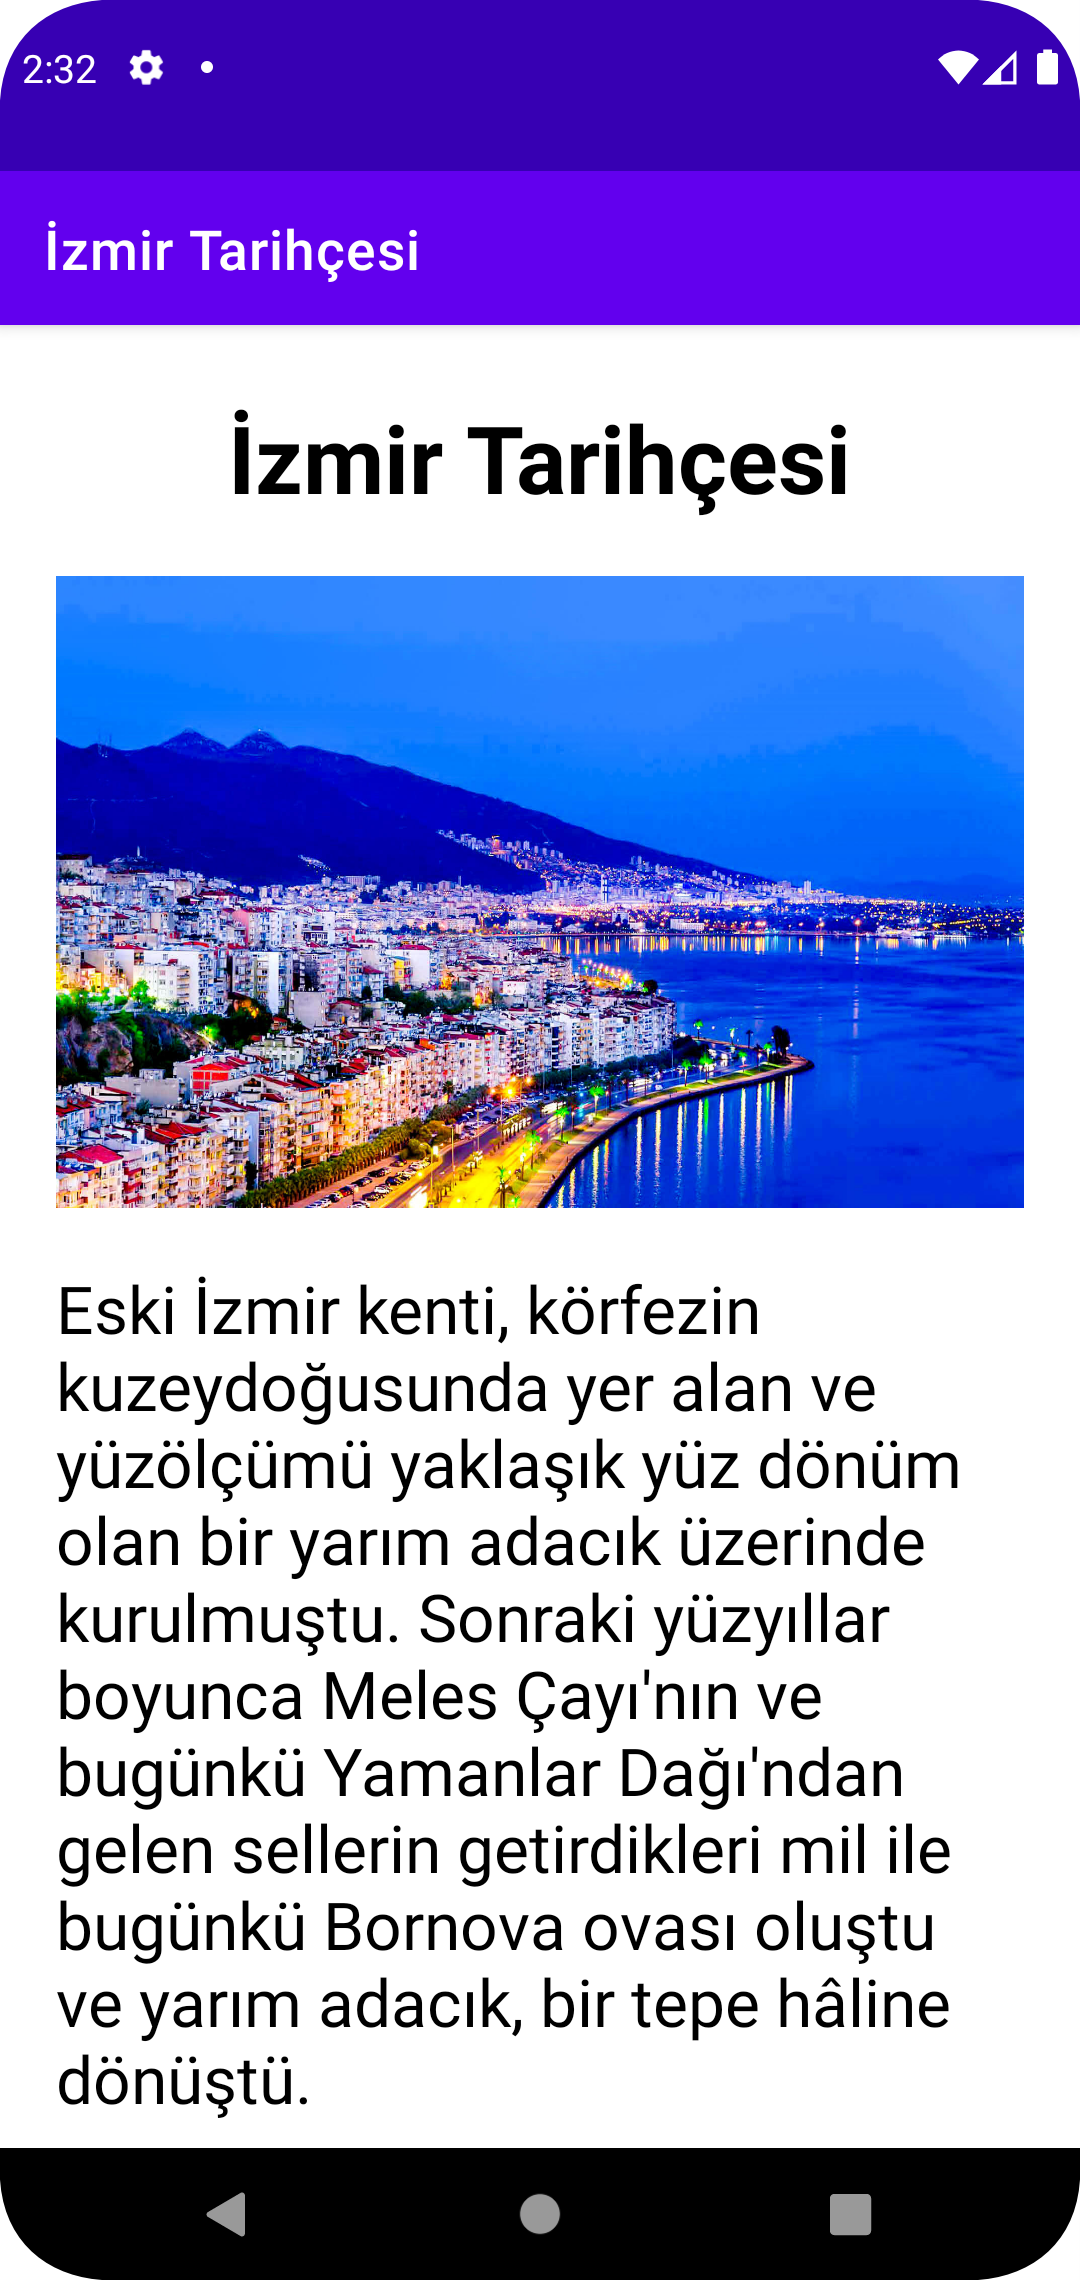 2:32
İzmir Tarihçesi
İzmir Tarihçesi
Eski İzmir kenti, körfezin
kuzeydoğusunda yer alan ve
yüzölçümü yaklaşık yüz dönüm
olan bir yarım adacık üzerinde
kurulmuştu. Sonraki yüzyıllar
boyunca Meles Çayı'nın ve
bugünkü Yamanlar Dağı'ndan
gelen sellerin getirdikleri mil ile
bugünkü Bornova ovası oluştu
ve yarım adacık, bir tepe hâline
dönüştü.